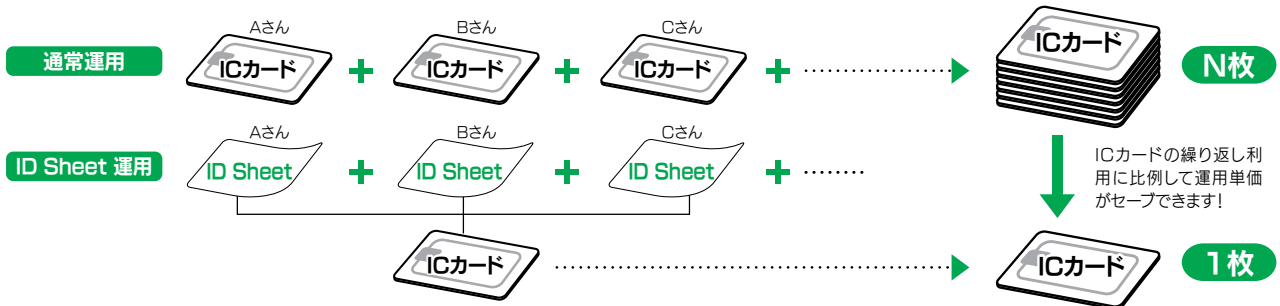 Aさん
Bさん
Cさん
通常運用
ICカード
ICカード
ICカード
ICカード
N枚
Aさん
Bさん
Cさん
ID Sheet 運用
ID Sheet
ID Sheet
ID Sheet
ICカードの繰り返し利
用に比例して運用単価
がセーブできます!
ICカード
ICカード
1枚